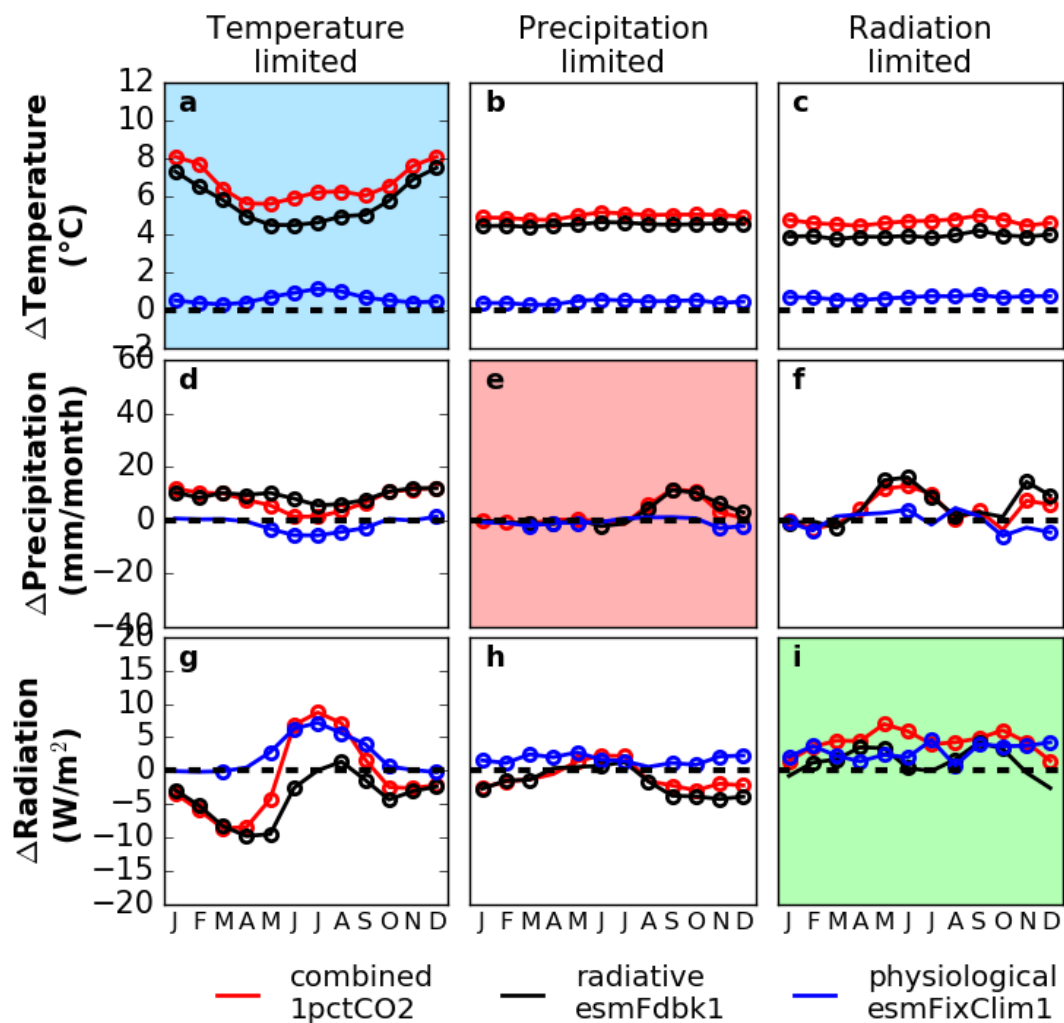 Temperature limited
Precipitation limited
Radiation limited
ΔTemperature (°C)
12
10
8
6
4
2
0
−2
a
b
c
ΔPrecipitation (mm/month)
60
40
20
0
−20
−40
d
e
f
ΔRadiation (W/m²)
20
15
10
5
0
−5
−10
−15
−20
g
h
i
J F M A M J J A S O N D
J F M A M J J A S O N D
J F M A M J J A S O N D
combined 1pctCO2
radiative esmFdbk1
physiological esmFixClim1